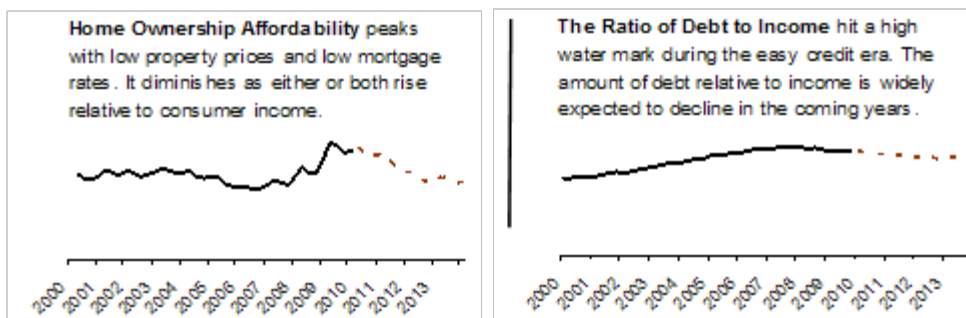 Home Ownership Affordability peaks
with low property prices and low mortgage
rates. It diminishes as either or both rise
relative to consumer income.
2000 2001 2002 2003 2004 2005 2006 2007 2008 2009 2010 2011 2012 2013
The Ratio of Debt to Income hit a high
water mark during the easy credit era. The
amount of debt relative to income is widely
expected to decline in the coming years.
2000 2001 2002 2003 2004 2005 2006 2007 2008 2009 2010 2011 2012 2013